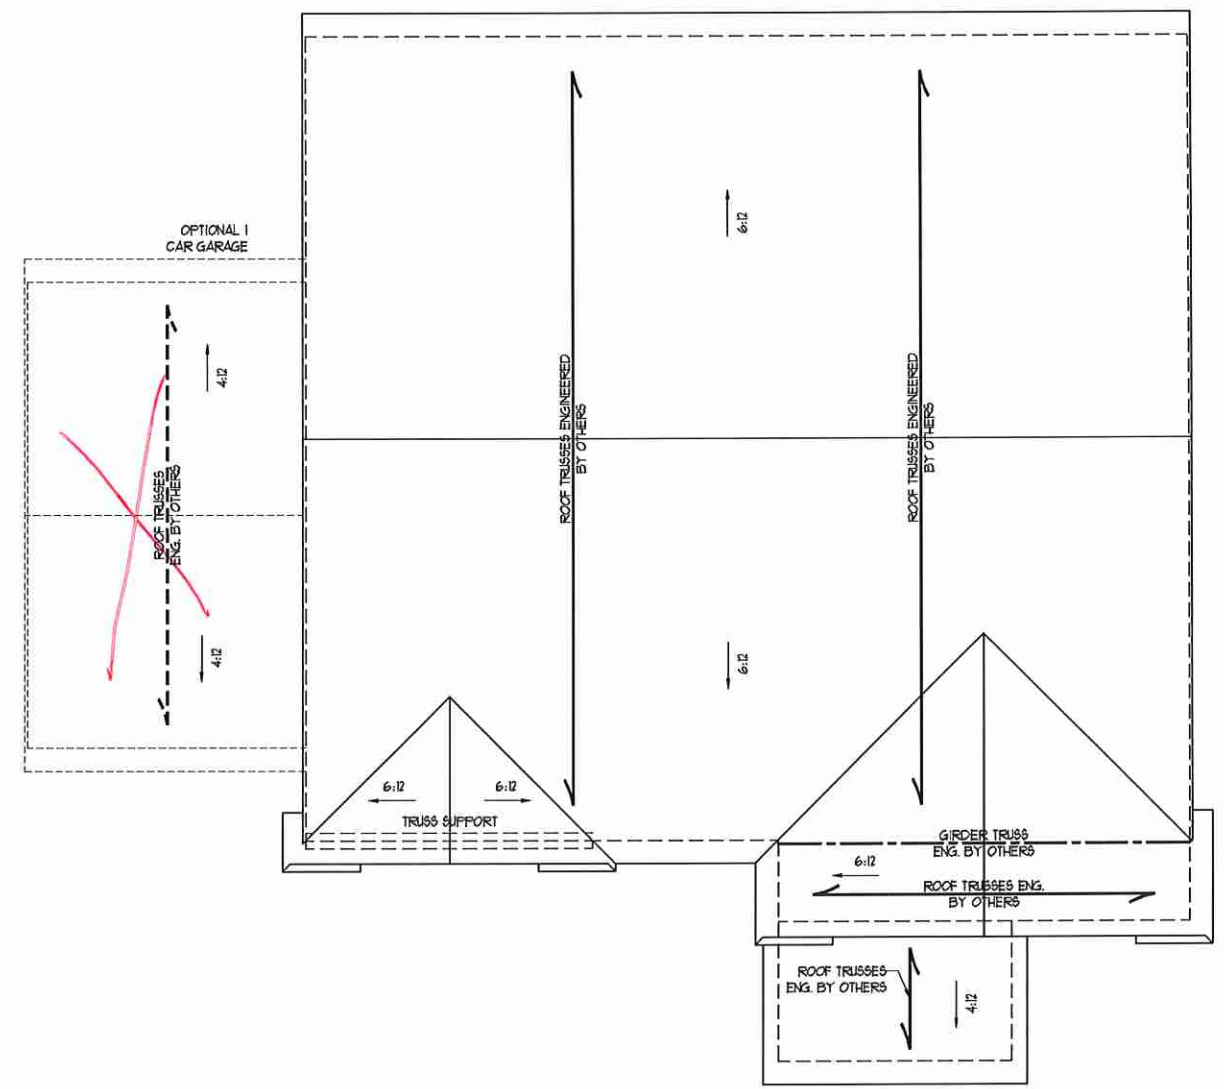 OPTIONAL 1
CAR GARAGE
6:12
4:12
ROOF TRUSSES ENGINEERED
BY OTHERS
ROOF TRUSSES ENGINEERED
BY OTHERS
ROOF TRUSSES
ENG. BY OTHERS
4:12
6:12
6:12
6:12
TRUSS SUPPORT
GIRDER TRUSS
ENG. BY OTHERS
6:12
ROOF TRUSSES ENG.
BY OTHERS
ROOF TRUSSES
ENG. BY OTHERS
4:12